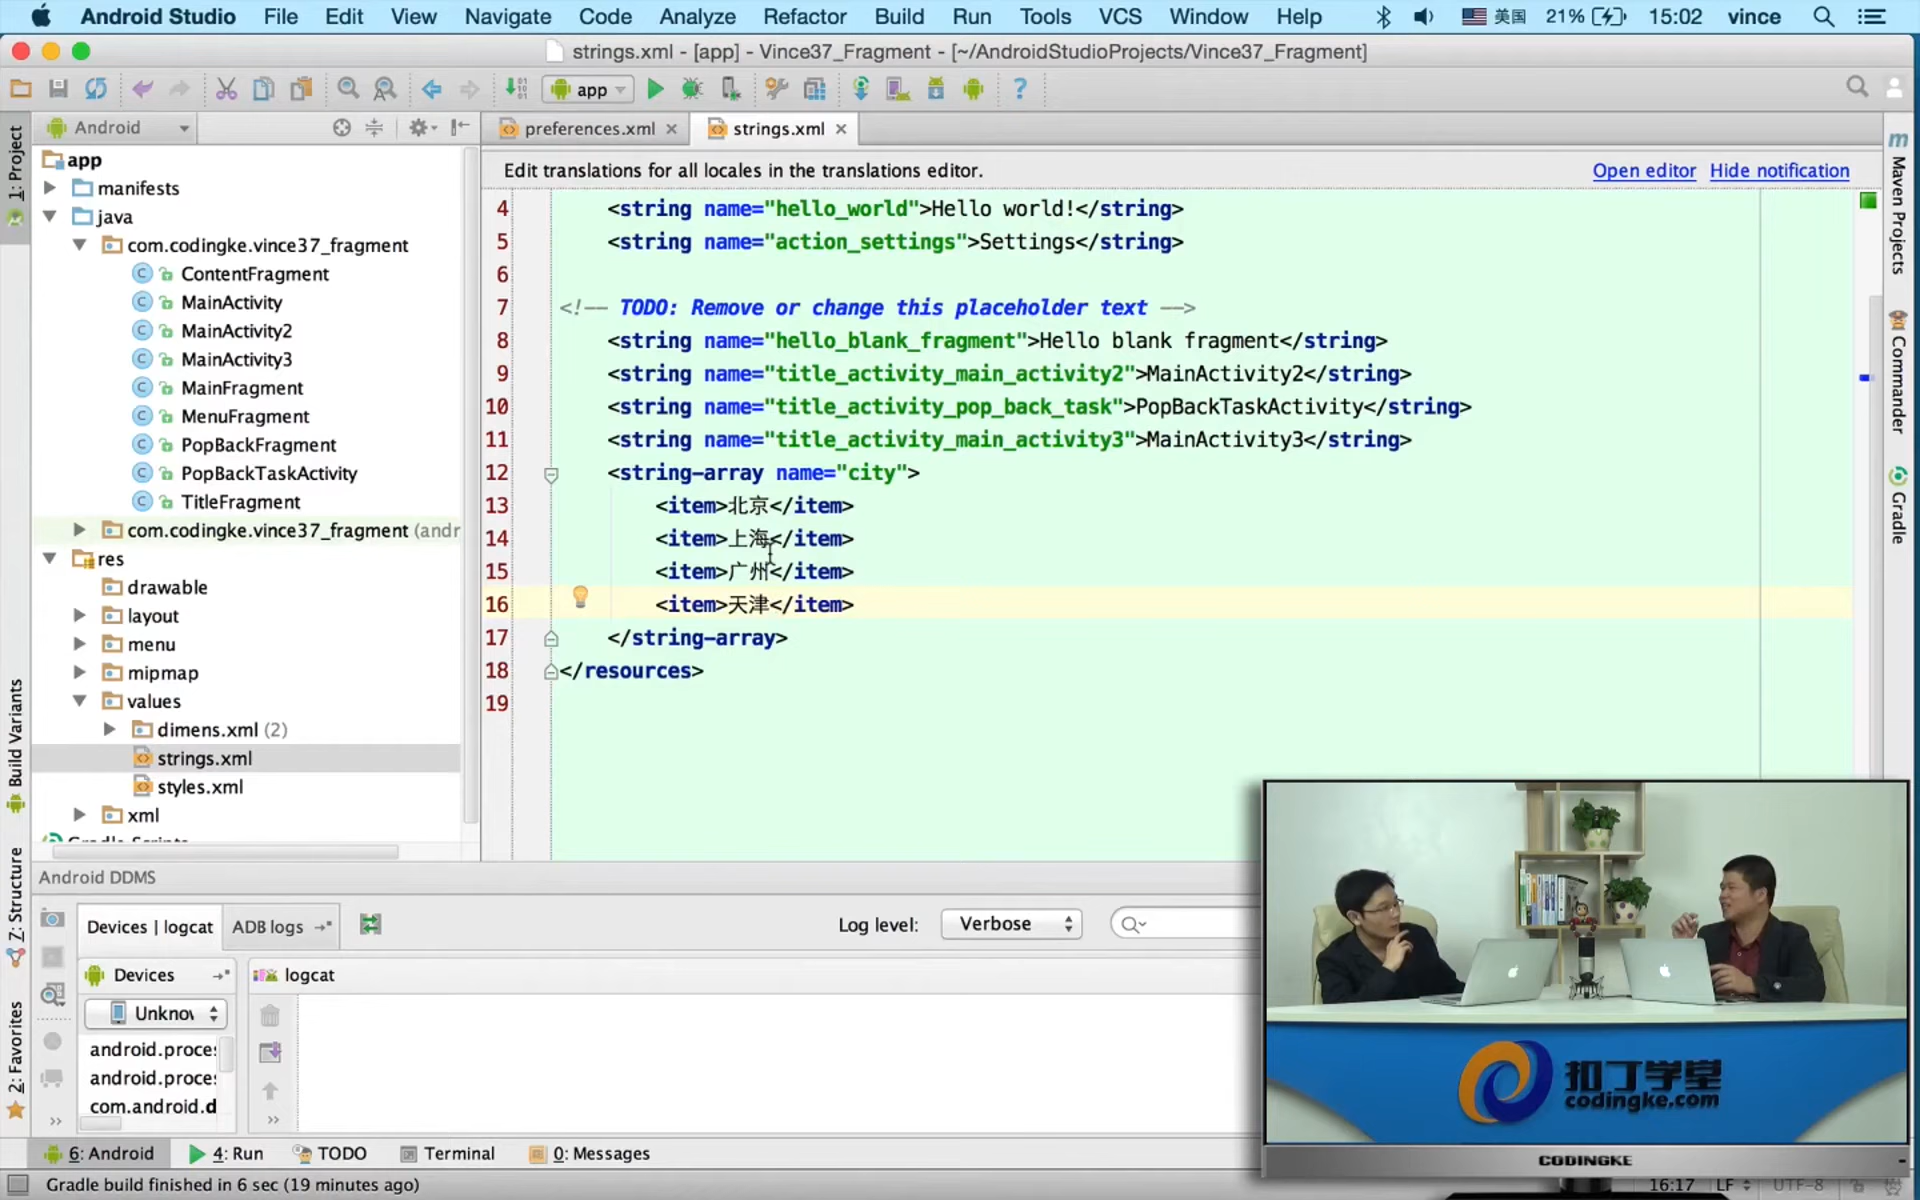 Android Studio File Edit View Navigate Code Analyze Refactor Build Run Tools VCS Window Help 美国 21% 15:02 vince
strings.xml - [app] - Vince37_Fragment - [~/AndroidStudioProjects/Vince37_Fragment]
app
Android
preferences.xml
strings.xml
Edit translations for all locales in the translations editor.
Open editor Hide notification
1: Project
Build Variants
Z: Structure
2: Favorites
app
manifests
java
com.codingke.vince37_fragment
ContentFragment
MainActivity
MainActivity2
MainActivity3
MainFragment
MenuFragment
PopBackFragment
PopBackTaskActivity
TitleFragment
com.codingke.vince37_fragment (andr
res
drawable
layout
menu
mipmap
values
dimens.xml (2)
strings.xml
styles.xml
xml
4 <string name="hello_world">Hello world!</string>
5 <string name="action_settings">Settings</string>
6
7 <!-- TODO: Remove or change this placeholder text -->
8 <string name="hello_blank_fragment">Hello blank fragment</string>
9 <string name="title_activity_main_activity2">MainActivity2</string>
10 <string name="title_activity_pop_back_task">PopBackTaskActivity</string>
11 <string name="title_activity_main_activity3">MainActivity3</string>
12 <string-array name="city">
13 <item>北京</item>
14 <item>上海</item>
15 <item>广州</item>
16 <item>天津</item>
17 </string-array>
18 </resources>
19
Maven Projects
Commander
Gradle
Android DDMS
Devices | logcat
ADB logs
Log level: Verbose
Devices
logcat
Unknov
android.proce
android.proce
com.android.d
6: Android 4: Run TODO Terminal 0: Messages
Gradle build finished in 6 sec (19 minutes ago)
16:17 LF UTF-8
扣丁学堂
codingke.com
CODINGKE